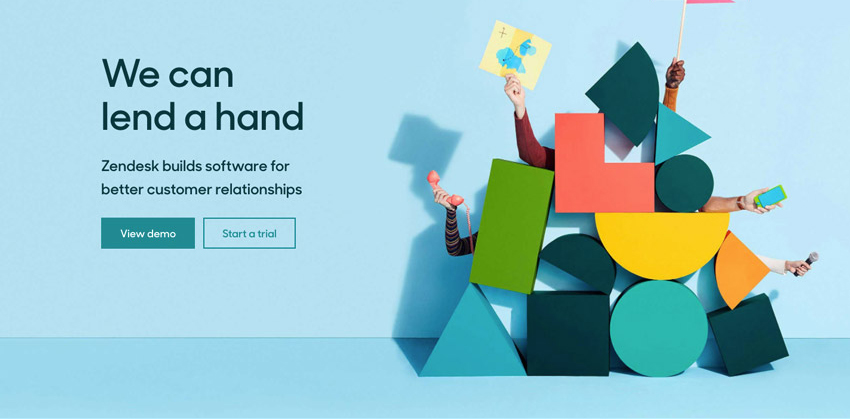 We can
lend a hand
Zendesk builds software for
better customer relationships
View demo
Start a trial